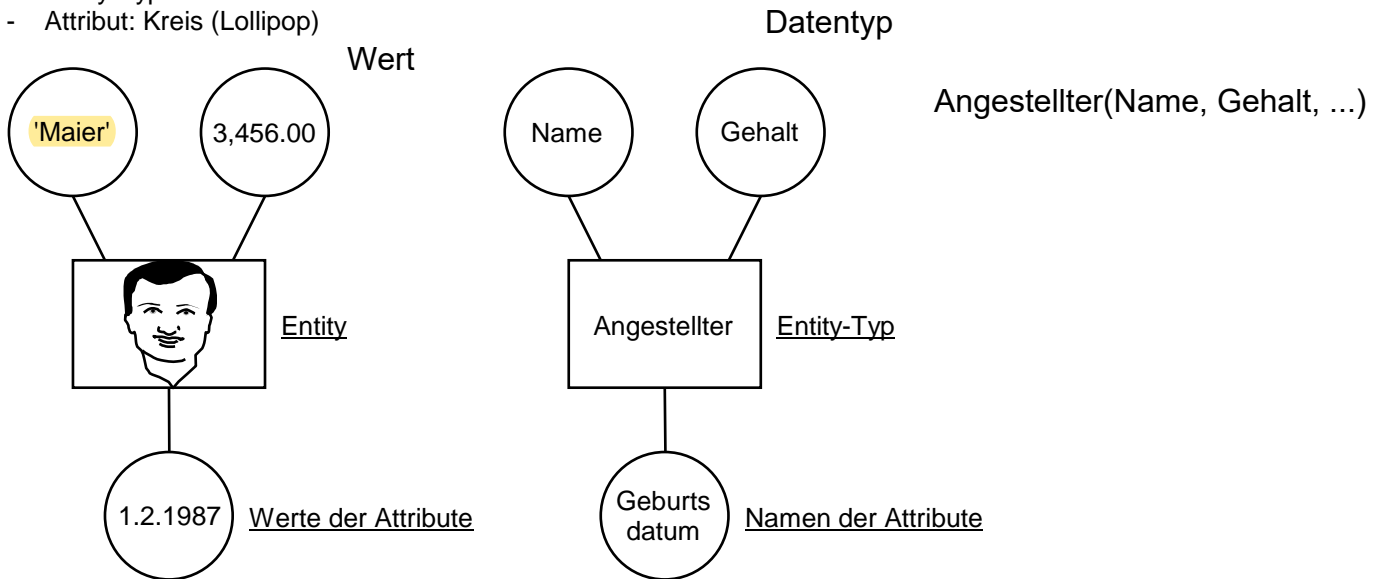 - Attribut: Kreis (Lollipop)
Datentyp
Wert
Angestellter(Name, Gehalt, ...)
'Maier'
3,456.00
Name
Gehalt
Entity
Angestellter
Entity-Typ
1.2.1987
Werte der Attribute
Geburts
datum
Namen der Attribute